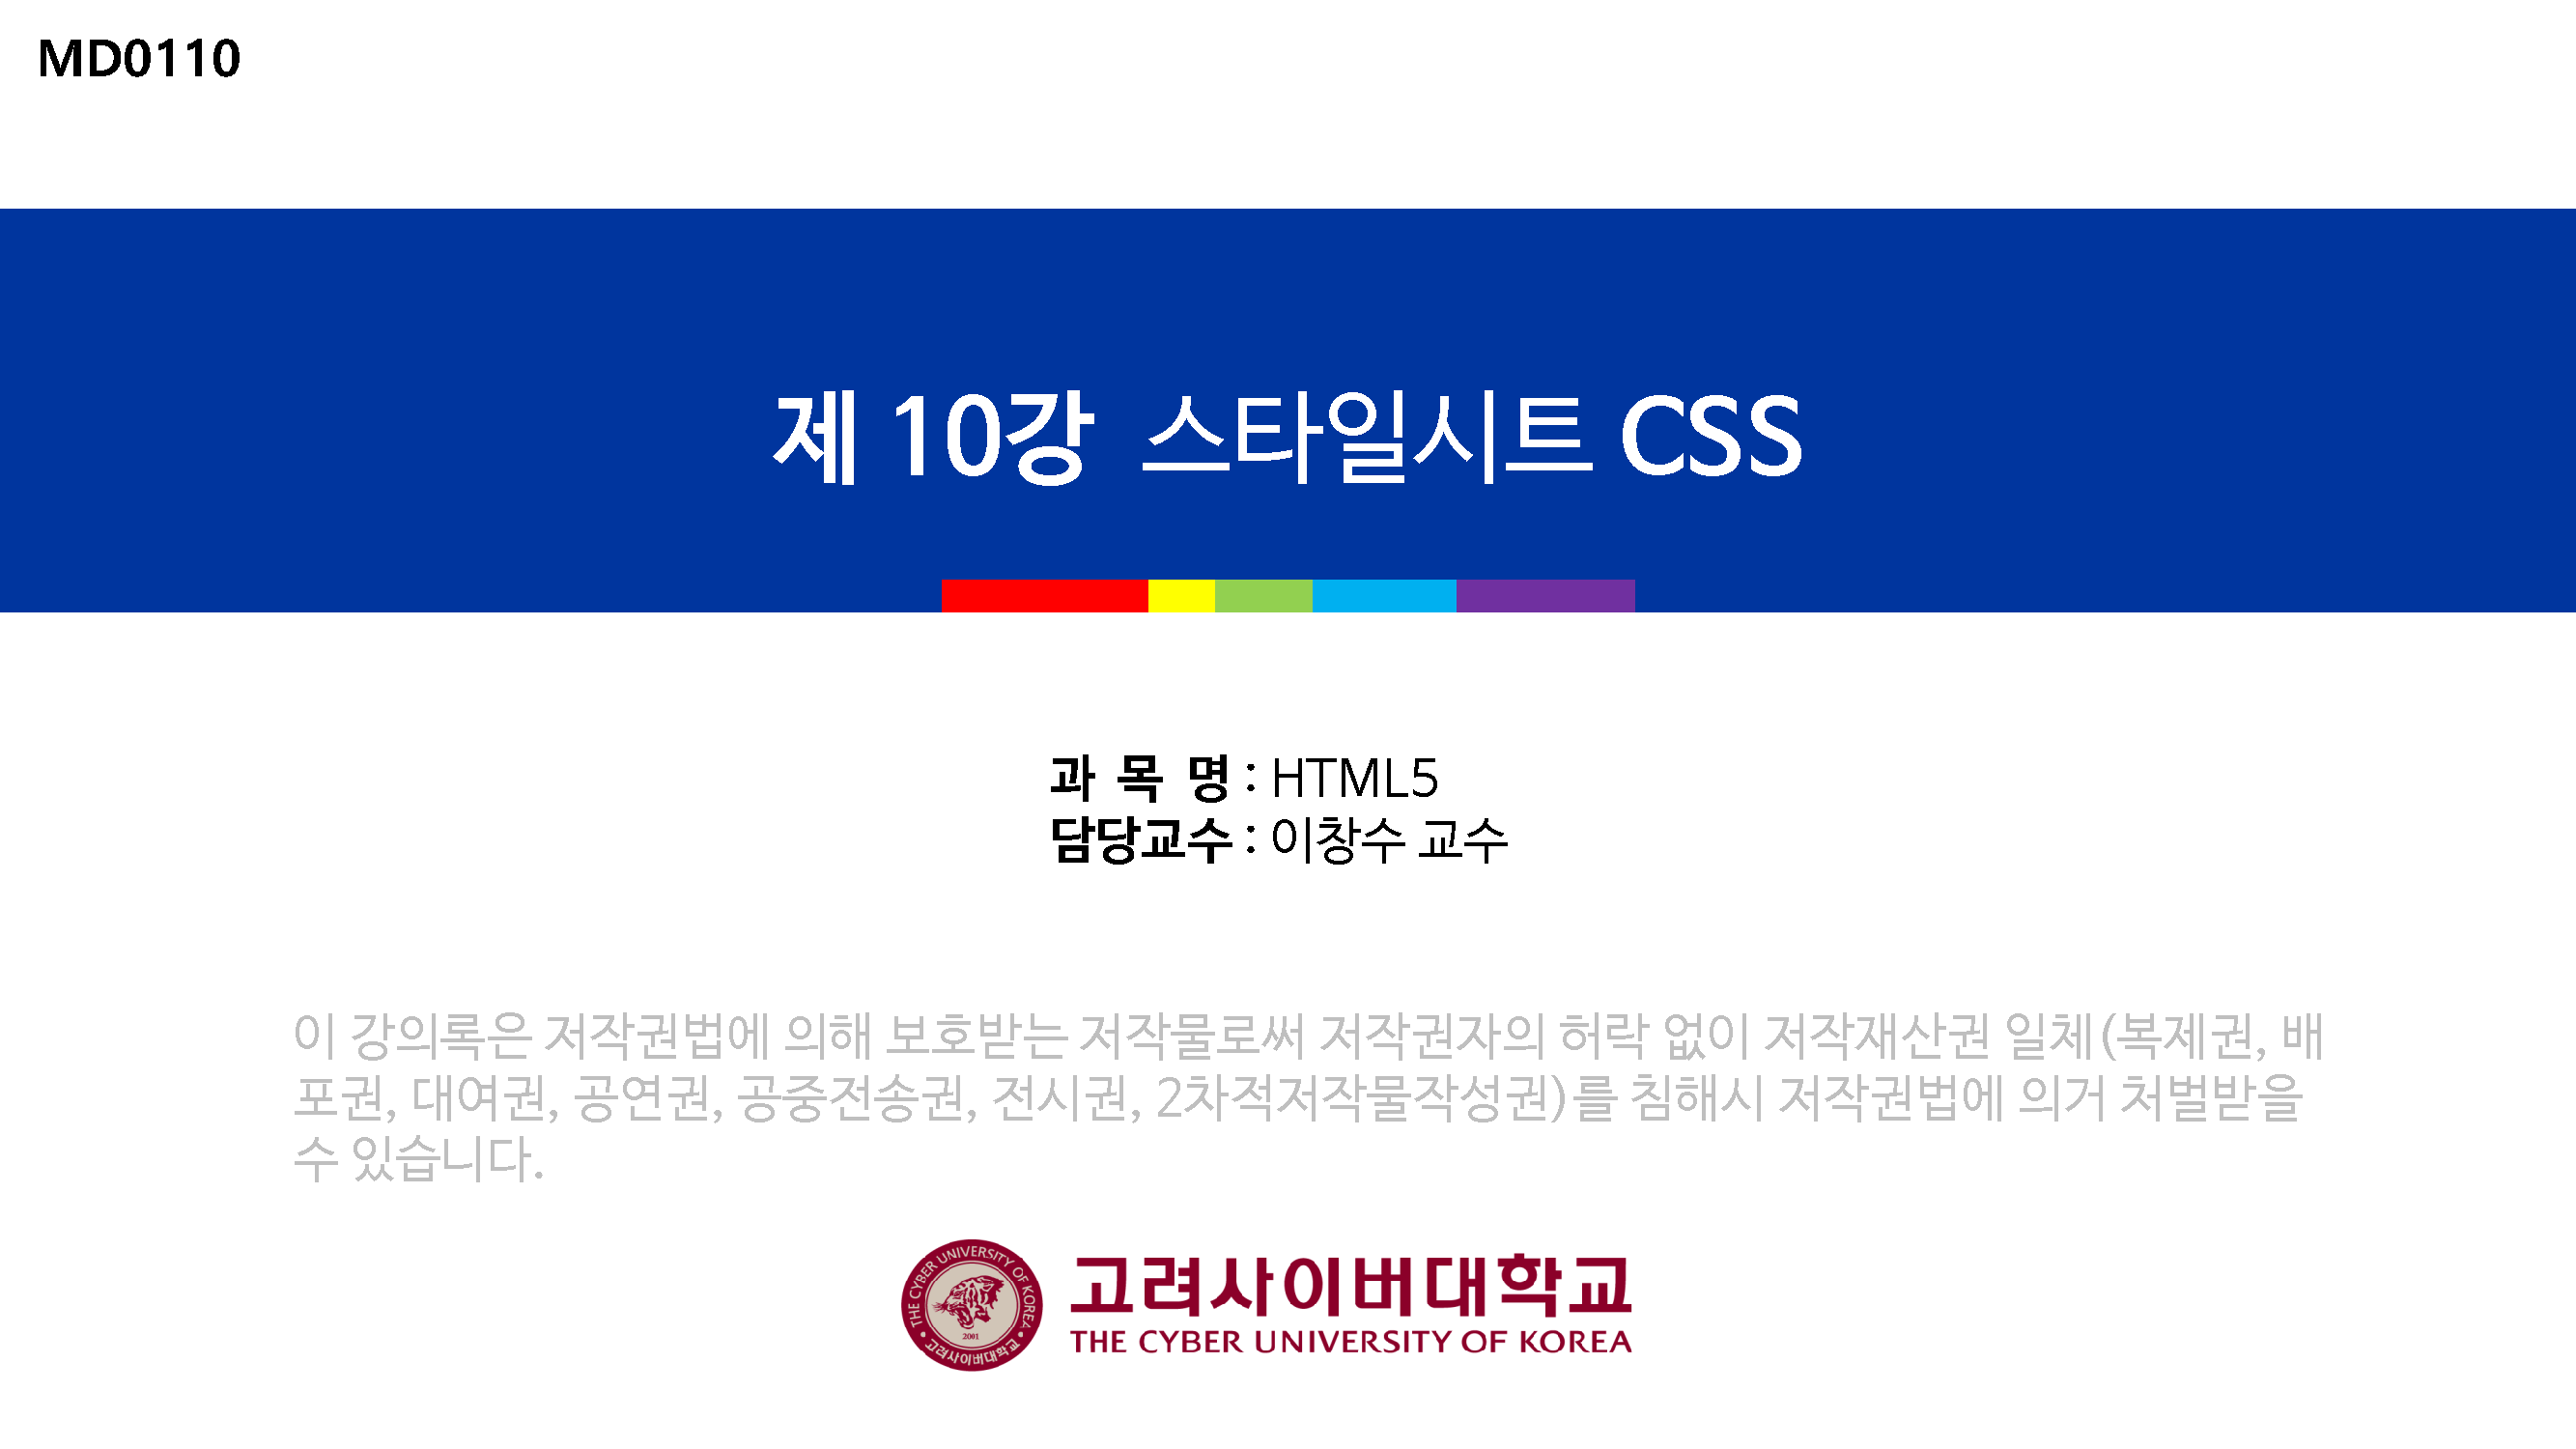 MD0110
제 10강 스타일시트 CSS
과 목 명 : HTML5
담당교수 : 이창수 교수
이 강의록은 저작권법에 의해 보호받는 저작물로써 저작권자의 허락 없이 저작재산권 일체(복제권, 배
포권, 대여권, 공연권, 공중전송권, 전시권, 2차적저작물작성권)를 침해시 저작권법에 의거 처벌받을
수 있습니다.
THE CYBER UNIVERSITY OF KOREA
2001
고려사이버대학교
고려사이버대학교
THE CYBER UNIVERSITY OF KOREA